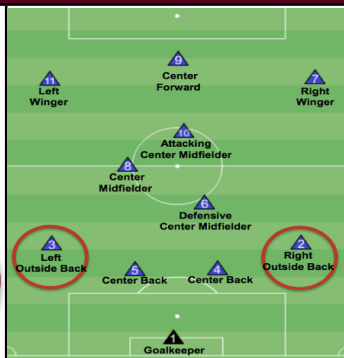 9
Center
Forward
11
Left
Winger
7
Right
Winger
10
Attacking
Center Midfielder
8
Center
Midfielder
6
Defensive
Center Midfielder
3
Left
Outside Back
2
Right
Outside Back
5
Center Back
4
Center Back
1
Goalkeeper